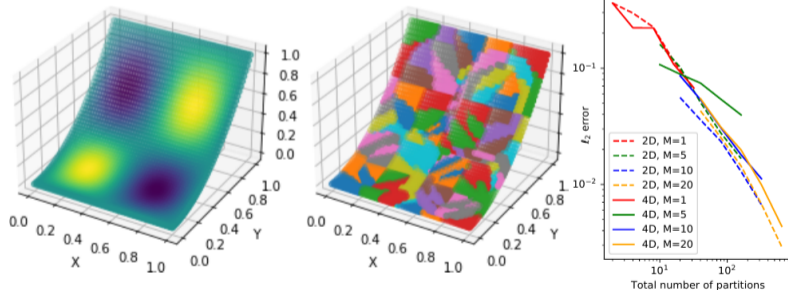 1.0
0.8
0.6
0.4
0.2
0.0
1.0
0.8
0.6
0.4
0.2
0.0
Y
0.0
0.2
0.4
0.6
0.8
1.0
X
1.0
0.8
0.6
0.4
0.2
0.0
1.
0.8
0.6
0.4
0.2
0.0
Y
0.0
0.2
0.4
0.6
0.8
1.0
X
10⁻¹
10⁻²
ℓ₂ error
2D, M=1
2D, M=5
2D, M=10
2D, M=20
4D, M=1
4D, M=5
4D, M=10
4D, M=20
10¹
10²
Total number of partitions